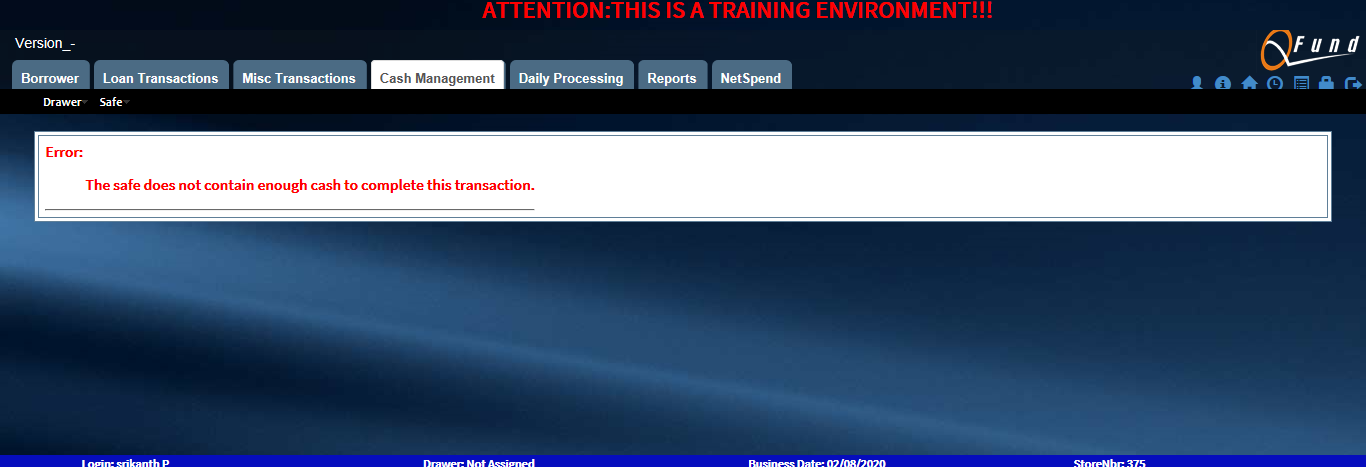 ATTENTION:THIS IS A TRAINING ENVIRONMENT!!!
Version_-
Fund
Borrower Loan Transactions Misc Transactions Cash Management Daily Processing Reports NetSpend
Drawer Safe
Error:
The safe does not contain enough cash to complete this transaction.
Login: srikanth P Drawer: Not Assigned Business Date: 02/08/2020 StoreNbr: 375